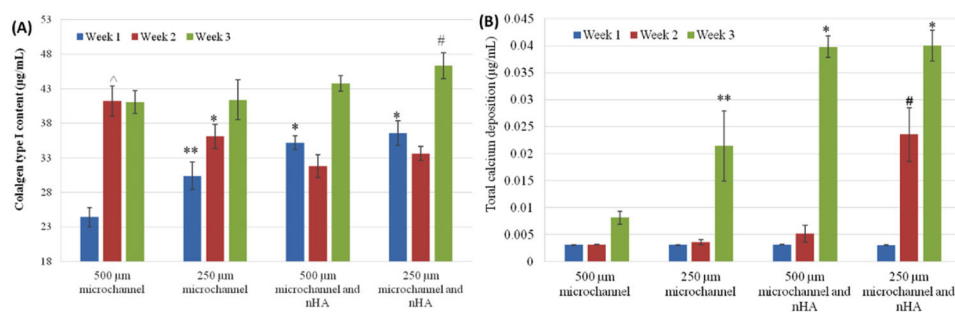 (A)
Colalgen type I content (µg/mL)
53
48
43
38
33
28
23
18
Week 1 Week 2 Week 3
^
**
*
*
*
#
500 µm
microchannel
250 µm
microchannel
500 µm
microchannel and
nHA
250 µm
microchannel and
nHA
(B)
Toral calcium deposition (µg/mL)
0.045
0.04
0.035
0.03
0.025
0.02
0.015
0.01
0.005
0
Week 1 Week 2 Week 3
**
*
#
*
500 µm
microchannel
250 µm
microchannel
500 µm
microchannel and
nHA
250 µm
microchannel and
nHA